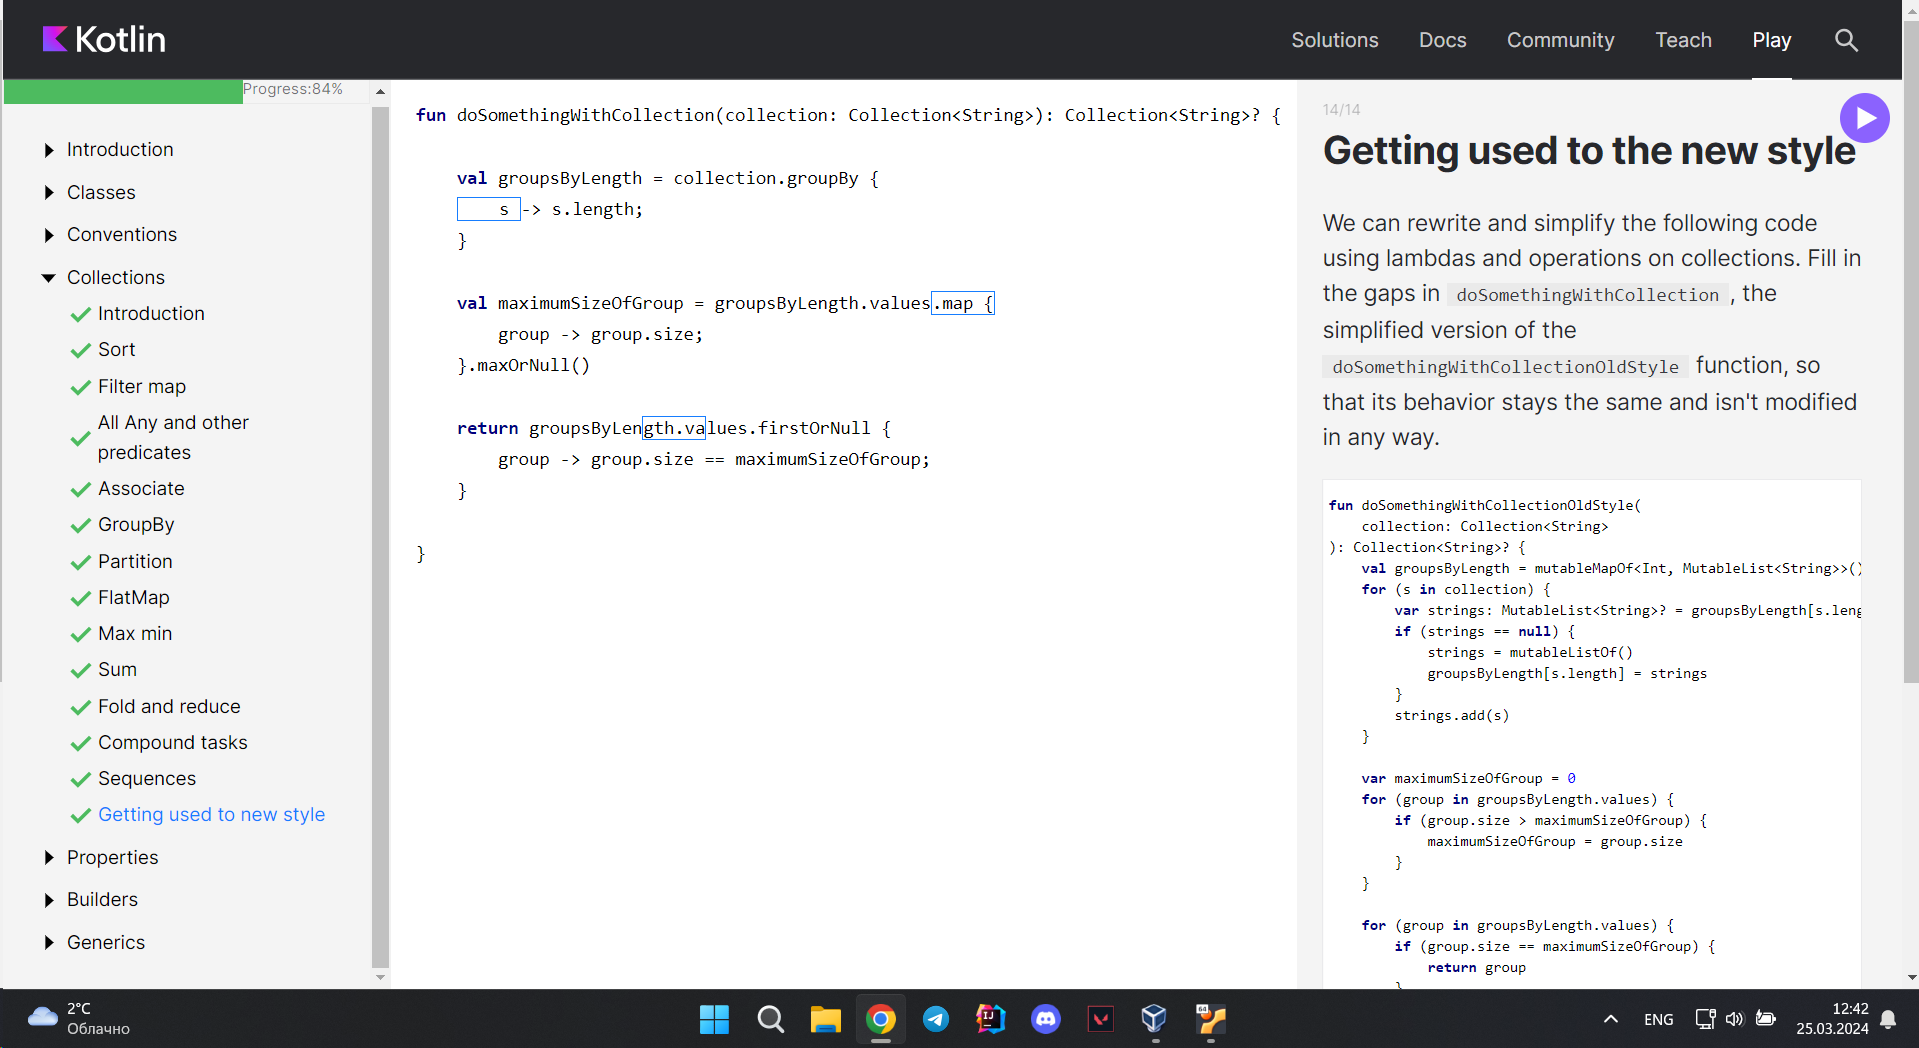 Kotlin
Solutions
Docs
Community
Teach
Play
Progress:84%
Introduction
Classes
Conventions
Collections
Introduction
Sort
Filter map
All Any and other
predicates
Associate
GroupBy
Partition
FlatMap
Max min
Sum
Fold and reduce
Compound tasks
Sequences
Getting used to new style
Properties
Builders
Generics
fun doSomethingWithCollection(collection: Collection<String>): Collection<String>? {
val groupsByLength = collection.groupBy {
s -> s.length;
}
val maximumSizeOfGroup = groupsByLength.values.map {
group -> group.size;
}.maxOrNull()
return groupsByLength.values.firstOrNull {
group -> group.size == maximumSizeOfGroup;
}
}
14/14
Getting used to the new style
We can rewrite and simplify the following code
using lambdas and operations on collections. Fill in
the gaps in doSomethingWithCollection , the
simplified version of the
doSomethingWithCollectionOldStyle function, so
that its behavior stays the same and isn't modified
in any way.
fun doSomethingWithCollectionOldStyle(
collection: Collection<String>
): Collection<String>? {
val groupsByLength = mutableMapOf<Int, MutableList<String>>()
for (s in collection) {
var strings: MutableList<String>? = groupsByLength[s.leng
if (strings == null) {
strings = mutableListOf()
groupsByLength[s.length] = strings
}
strings.add(s)
}
var maximumSizeOfGroup = 0
for (group in groupsByLength.values) {
if (group.size > maximumSizeOfGroup) {
maximumSizeOfGroup = group.size
}
}
for (group in groupsByLength.values) {
if (group.size == maximumSizeOfGroup) {
return group
}
2°C
Облачно
IJ
64
ENG
12:42
25.03.2024